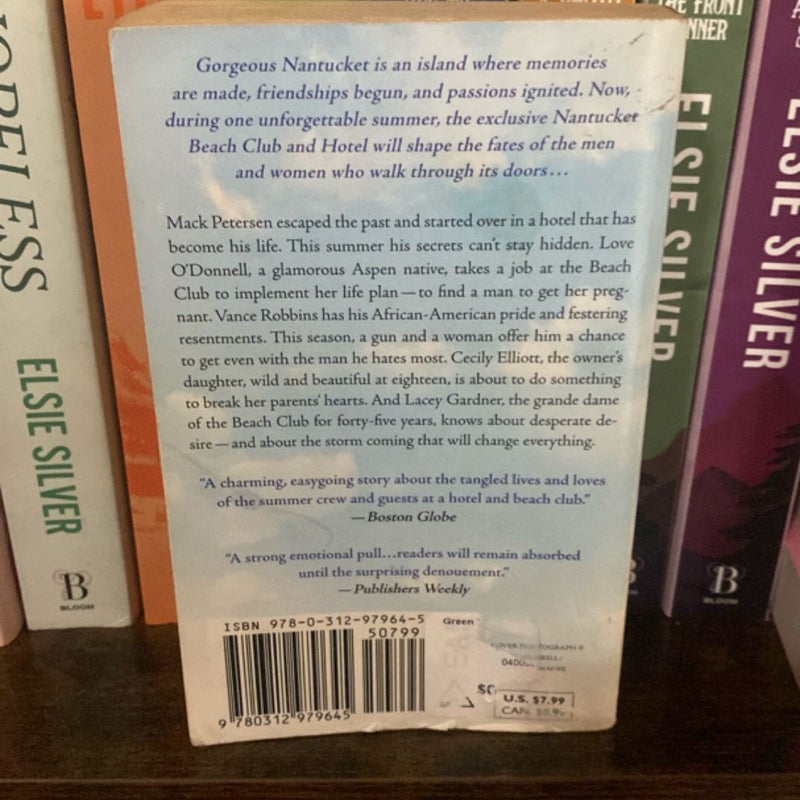 Gorgeous Nantucket is an island where memories
are made, friendships begun, and passions ignited. Now,
during one unforgettable summer, the exclusive Nantucket
Beach Club and Hotel will shape the fates of the men
and women who walk through its doors...
Mack Petersen escaped the past and started over in a hotel that has
become his life. This summer his secrets can't stay hidden. Love
O'Donnell, a glamorous Aspen native, takes a job at the Beach
Club to implement her life plan—to find a man to get her preg-
nant. Vance Robbins has his African-American pride and festering
resentments. This season, a gun and a woman offer him a chance
to get even with the man he hates most. Cecily Elliott, the owner's
daughter, wild and beautiful at eighteen, is about to do something
to break her parents' hearts. And Lacey Gardner, the grande dame
of the Beach Club for forty-five years, knows about desperate de-
sire—and about the storm coming that will change everything.
"A charming, easygoing story about the tangled lives and loves
of the summer crew and guests at a hotel and beach club."
—Boston Globe
"A strong emotional pull...readers will remain absorbed
until the surprising denouement."
—Publishers Weekly
ISBN 978-0-312-97964-5
50799
9 780312 979645
Green
COVER PHOTOGRAPH ©
U.S. $7.99
CAN.
ELSIE SILVER
B
BLOOM
THE FRONT
ELSIE SILVER
ELSIE SILVER
B
BLOOM